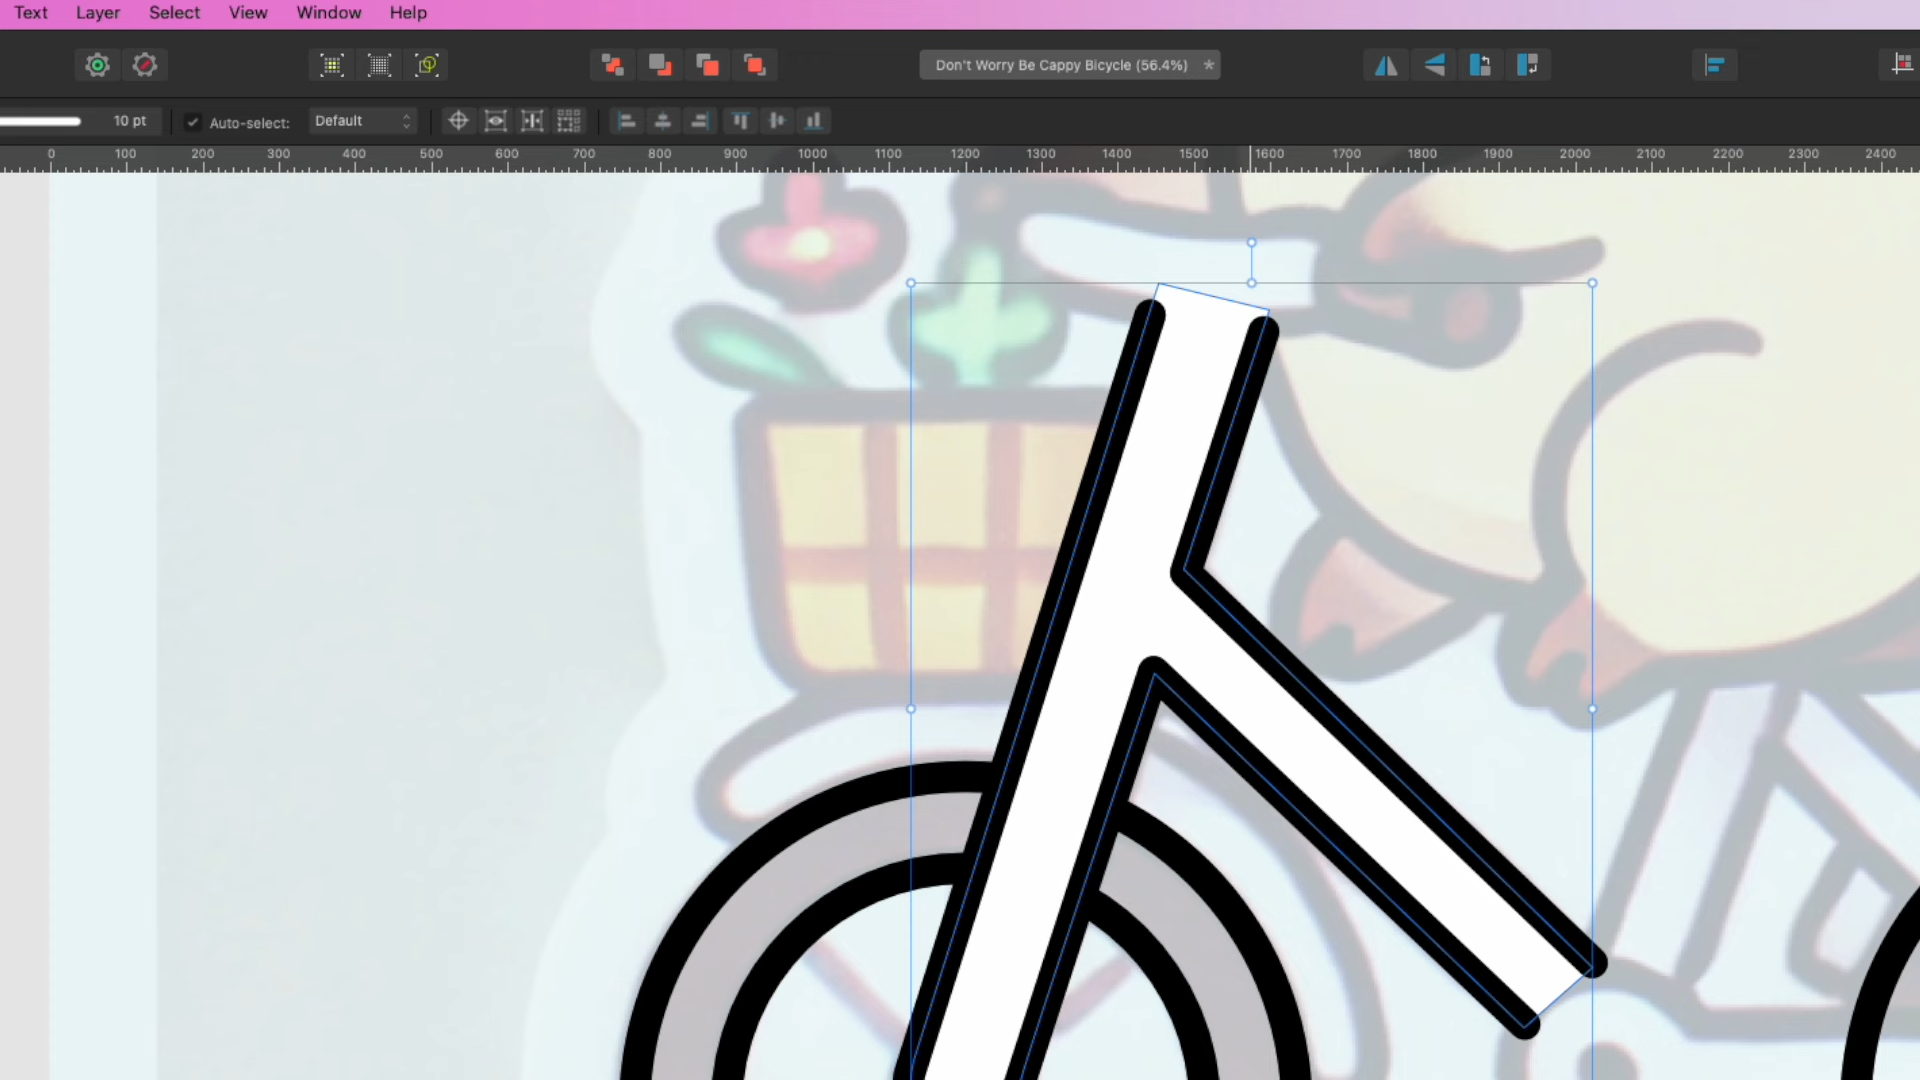 Text Layer Select View Window Help
Don't Worry Be Cappy Bicycle (56.4%) *
10 pt Auto-select: Default
0 100 200 300 400 500 600 700 800 900 1000 1100 1200 1300 1400 1500 1600 1700 1800 1900 2000 2100 2200 2300 2400